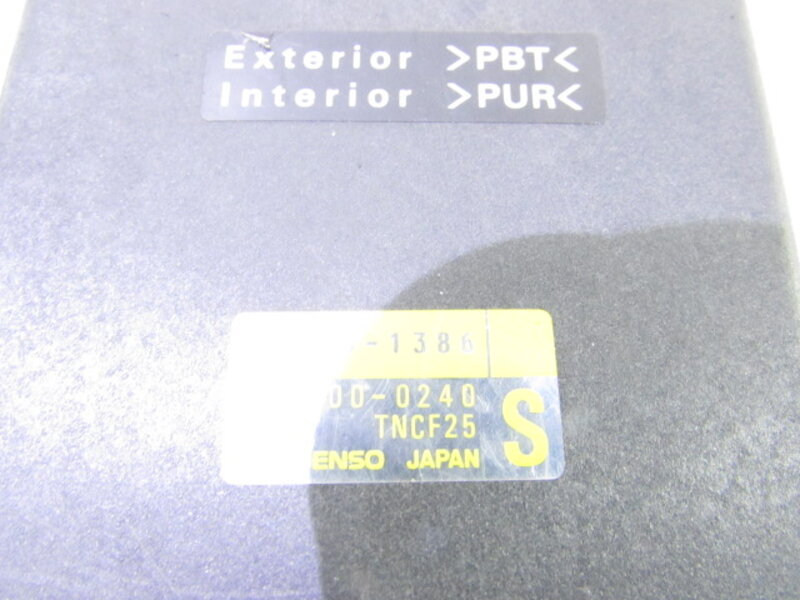 Exterior >PBT<
Interior >PUR<
-1386
00-0240
TNCF25
S
ENSO JAPAN